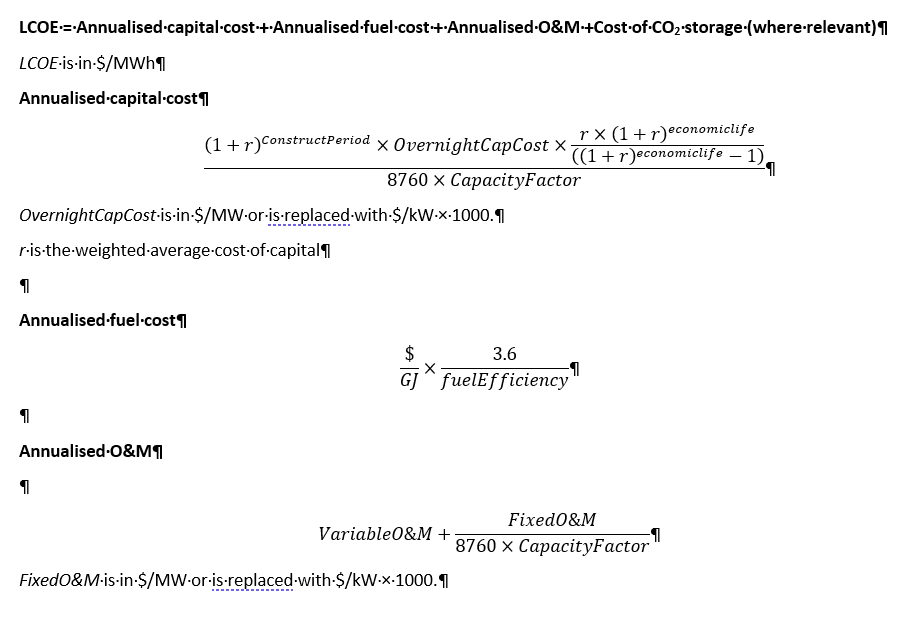 LCOE = Annualised capital cost + Annualised fuel cost + Annualised O&M +Cost of CO₂ storage (where relevant)¶
LCOE is in $/MWh¶
Annualised capital cost¶
(1 + r)^ConstructPeriod × OvernightCapCost × r × (1 + r)^economiclife
((1 + r)^economiclife − 1)
8760 × CapacityFactor ¶
OvernightCapCost is in $/MW or is replaced with $/kW × 1000.¶
r is the weighted average cost of capital¶
¶
Annualised fuel cost¶
$ 3.6
GJ × fuelEfficiency ¶
¶
Annualised O&M¶
¶
VariableO&M + FixedO&M
8760 × CapacityFactor ¶
FixedO&M is in $/MW or is replaced with $/kW × 1000.¶